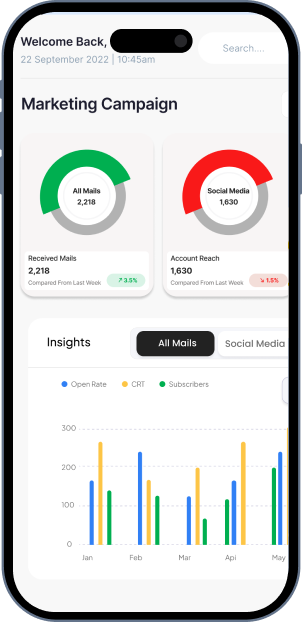 Welcome Back,
Search....
22 September 2022 | 10:45am
Marketing Campaign
All Mails
2,218
Social Media
1,630
Received Mails
2,218
Compared From Last Week
↗ 3.5%
Account Reach
1,630
Compared From Last Week
↘ 1.5%
Insights
All Mails
Social Media
Open Rate
CRT
Subscribers
300
200
100
0
Jan
Feb
Mar
Api
May